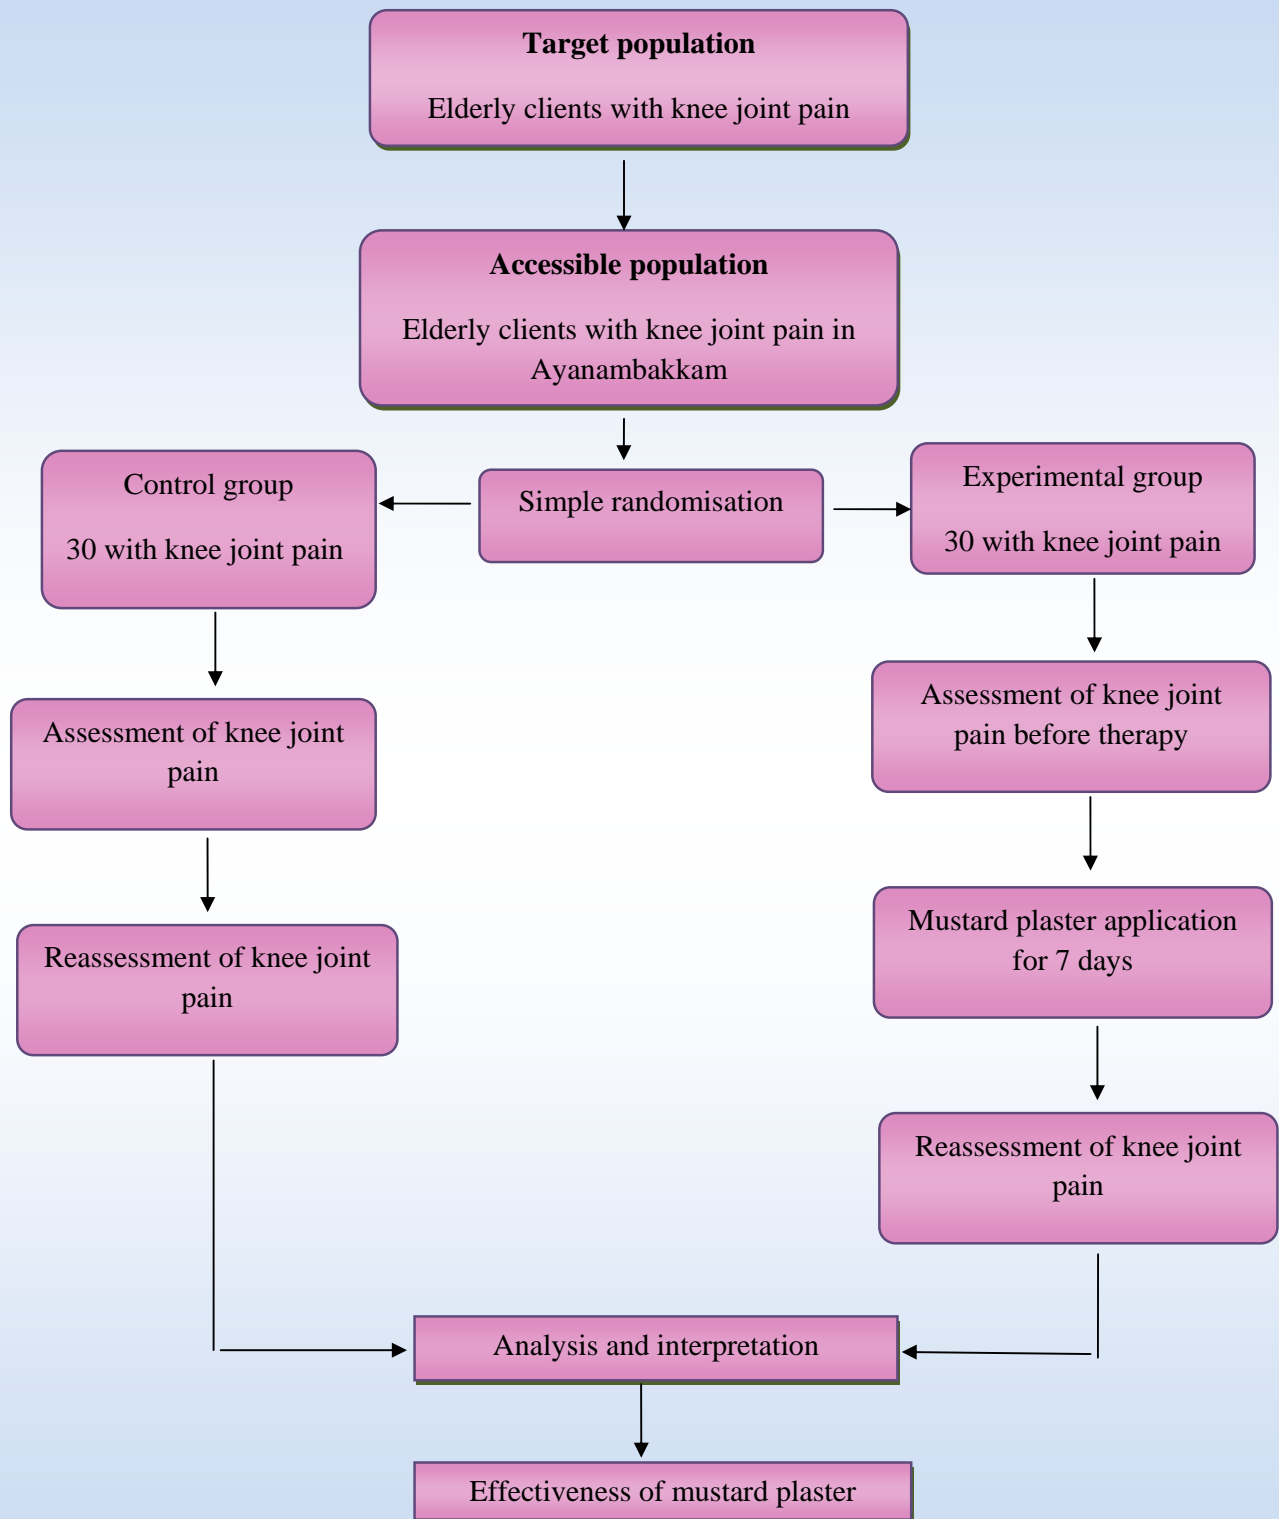 Target population
Elderly clients with knee joint pain
Accessible population
Elderly clients with knee joint pain in
Ayanambakkam
Control group
30 with knee joint pain
Simple randomisation
Experimental group
30 with knee joint pain
Assessment of knee joint
pain
Assessment of knee joint
pain before therapy
Reassessment of knee joint
pain
Mustard plaster application
for 7 days
Reassessment of knee joint
pain
Analysis and interpretation
Effectiveness of mustard plaster